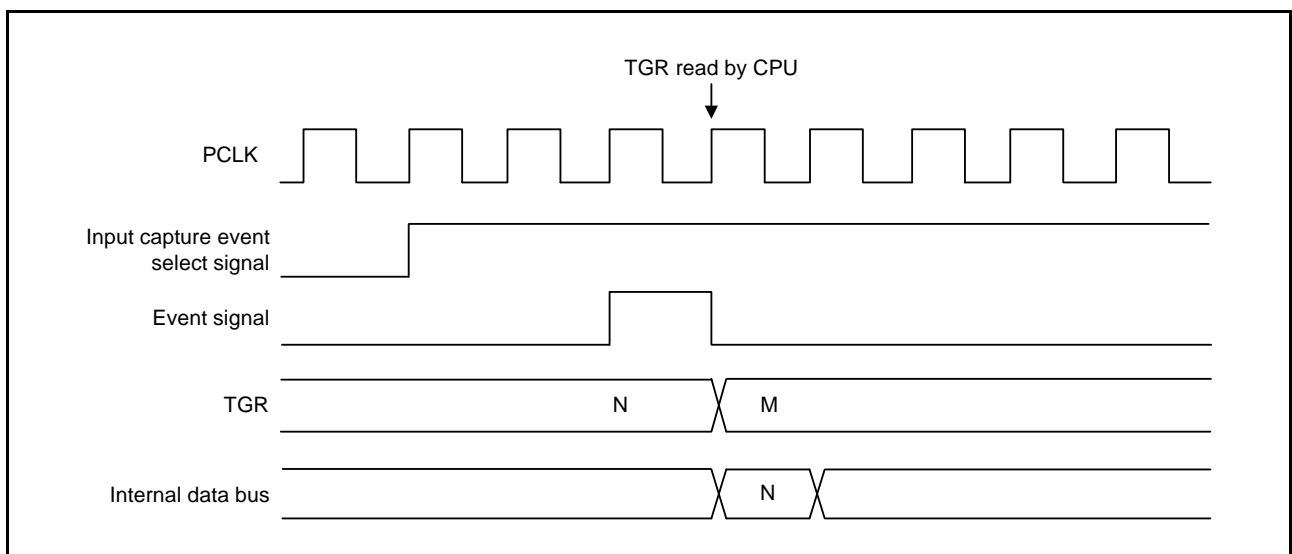 TGR read by CPU
PCLK
Input capture event
select signal
Event signal
TGR
N
M
Internal data bus
N